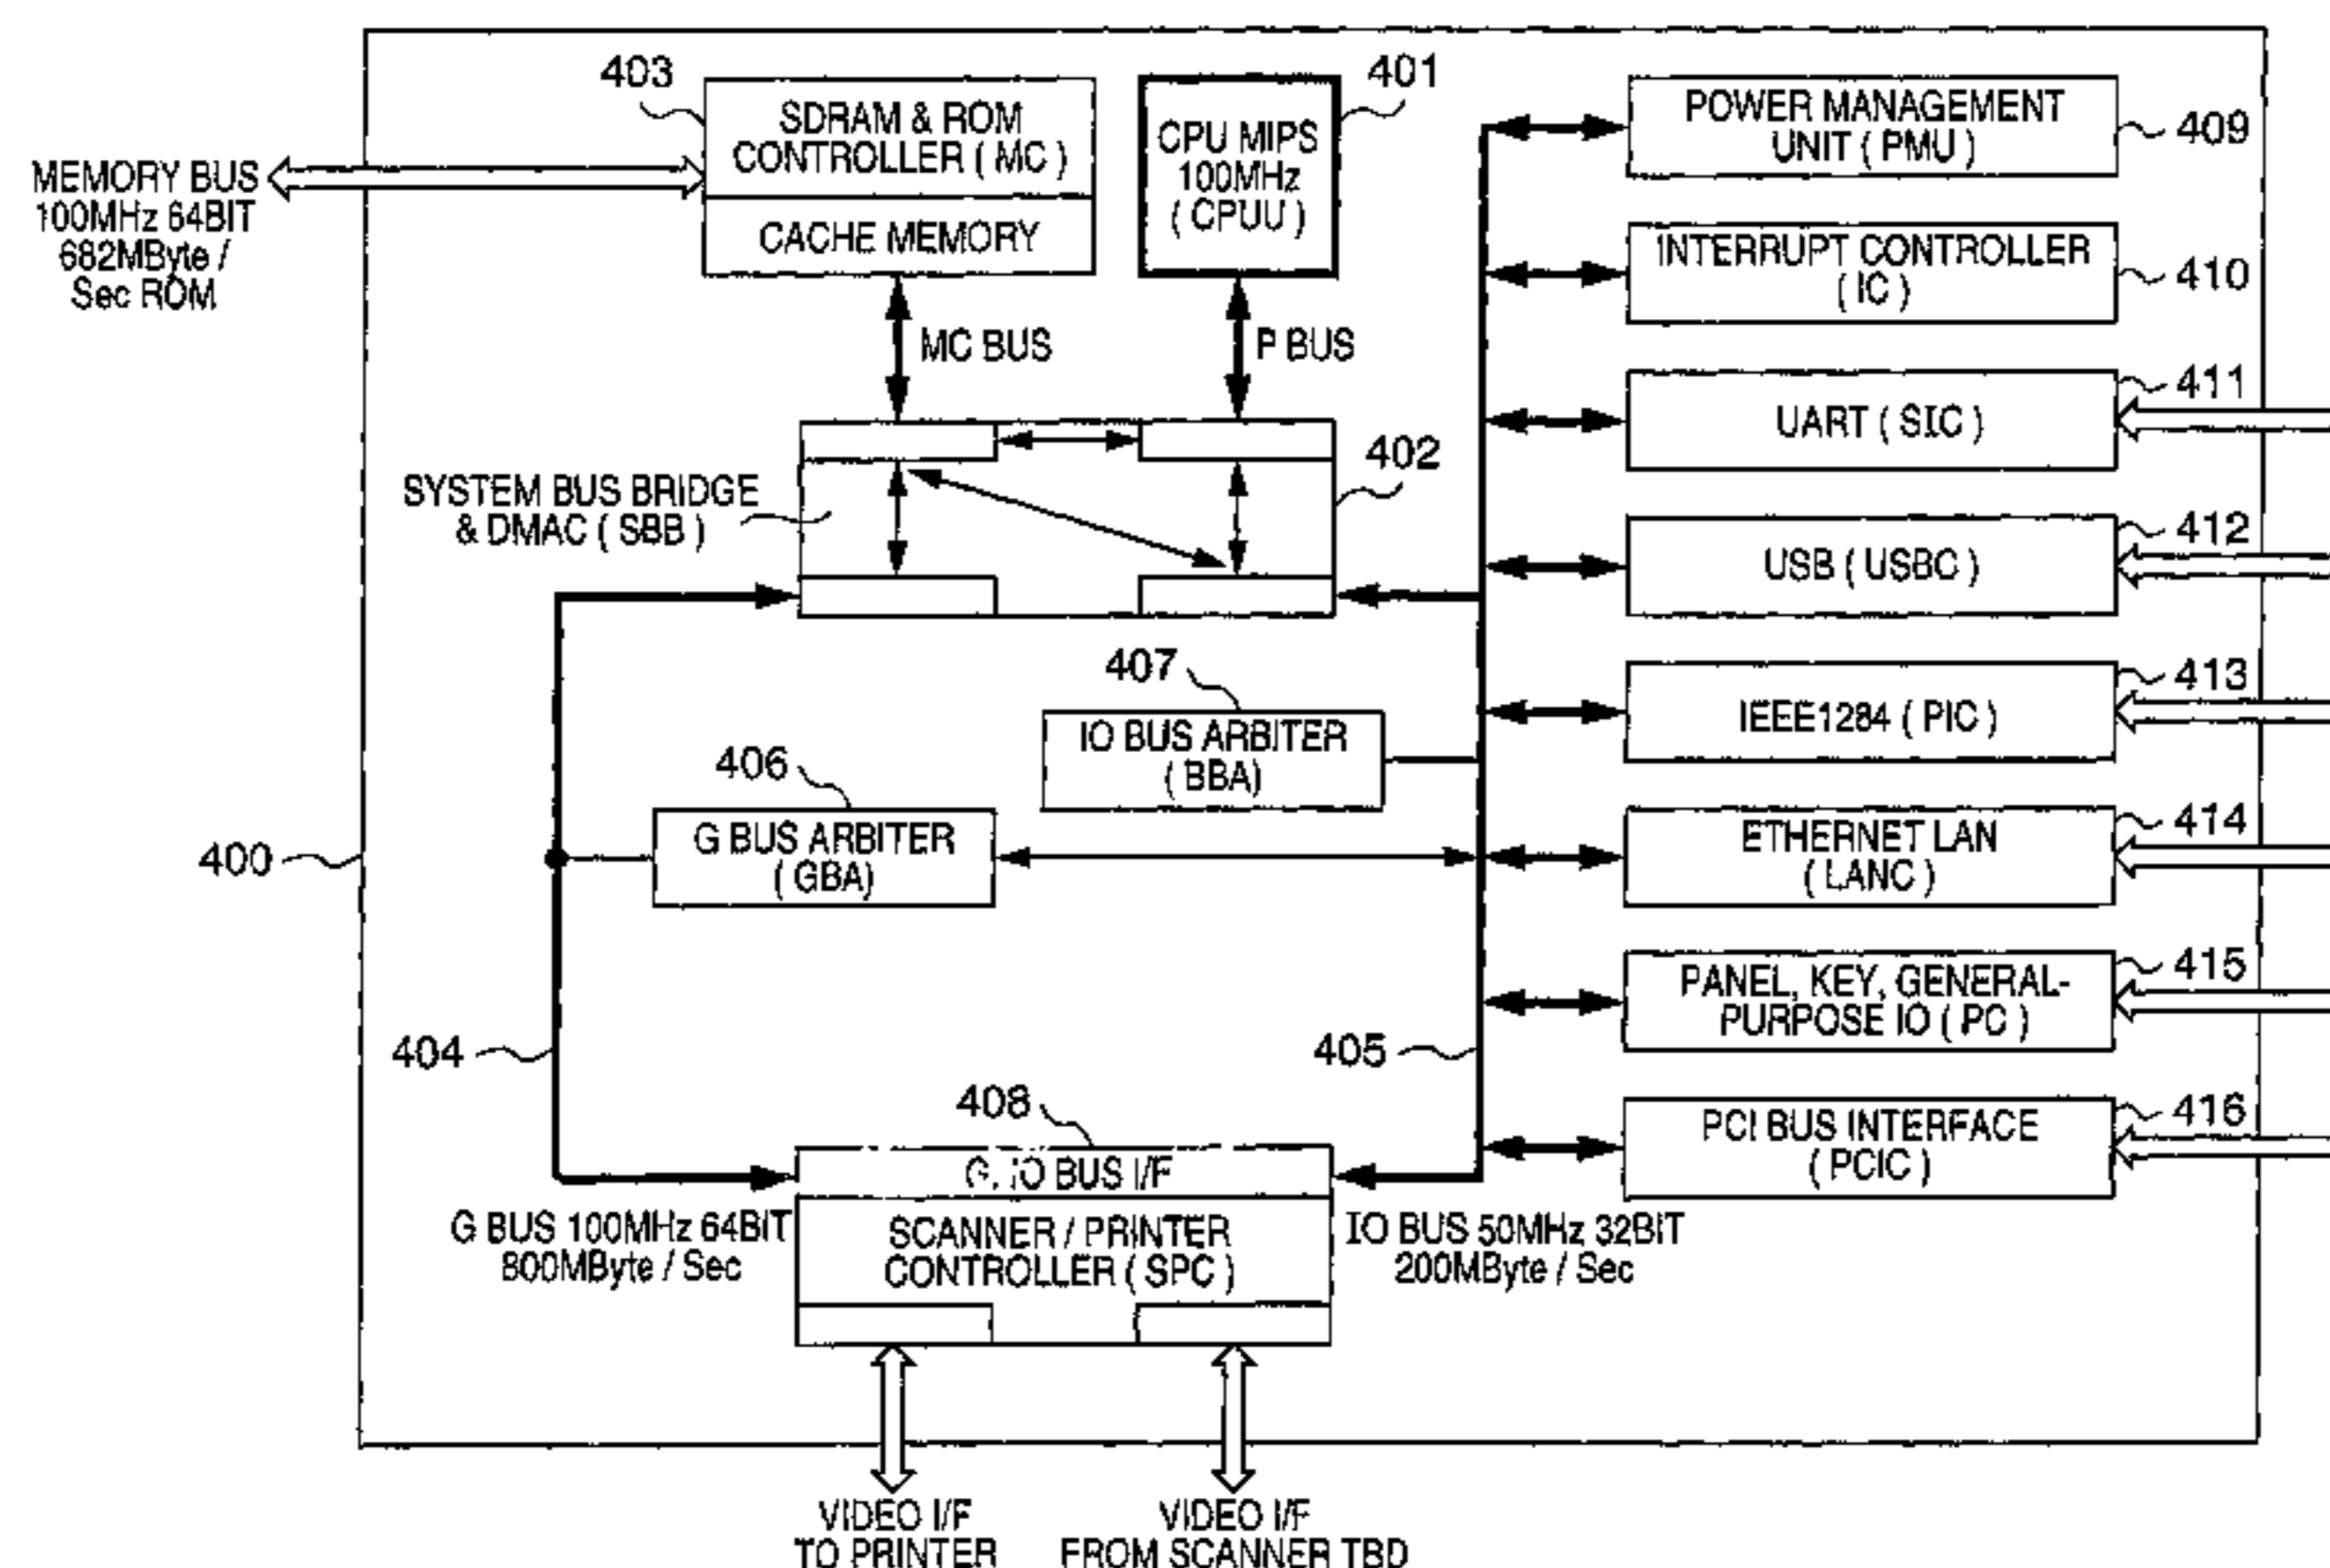 403
SDRAM & ROM
CONTROLLER ( MC )
CACHE MEMORY
401
CPU MIPS
100MHz
( CPUU )
POWER MANAGEMENT
UNIT ( PMU )
409
MEMORY BUS
100MHz 64BIT
682MByte /
Sec ROM
INTERRUPT CONTROLLER
( IC )
410
MC BUS
P BUS
411
UART ( SIC )
402
SYSTEM BUS BRIDGE
& DMAC ( SBB )
412
USB ( USBC )
407
IO BUS ARBITER
( BBA)
413
IEEE1284 ( PIC )
406
G BUS ARBITER
( GBA)
400
414
ETHERNET LAN
( LANC )
404
405
415
PANEL, KEY, GENERAL-
PURPOSE IO ( PC )
408
G, IO BUS I/F
SCANNER / PRINTER
CONTROLLER ( SPC )
416
PCI BUS INTERFACE
( PCIC )
G BUS 100MHz 64BIT
800MByte / Sec
IO BUS 50MHz 32BIT
200MByte / Sec
VIDEO I/F
TO PRINTER
VIDEO I/F
FROM SCANNER TBD